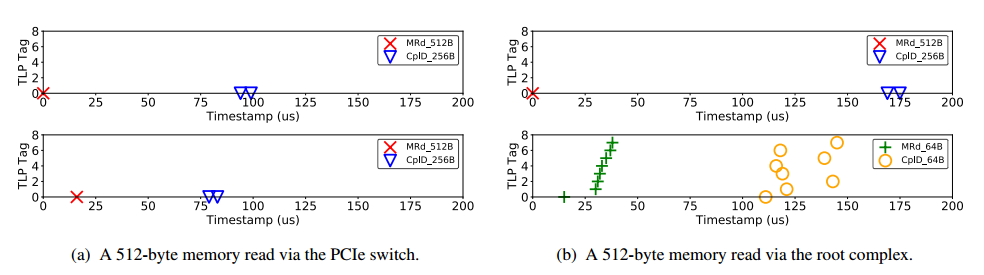 8
6
4
2
0
TLP Tag
MRd_512B
CplD_256B
0 25 50 75 100 125 150 175 200
Timestamp (us)
8
6
4
2
0
TLP Tag
MRd_512B
CplD_256B
0 25 50 75 100 125 150 175 200
Timestamp (us)
(a) A 512-byte memory read via the PCIe switch.
8
6
4
2
0
TLP Tag
MRd_512B
CplD_256B
0 25 50 75 100 125 150 175 200
Timestamp (us)
8
6
4
2
0
TLP Tag
MRd_64B
CplD_64B
0 25 50 75 100 125 150 175 200
Timestamp (us)
(b) A 512-byte memory read via the root complex.